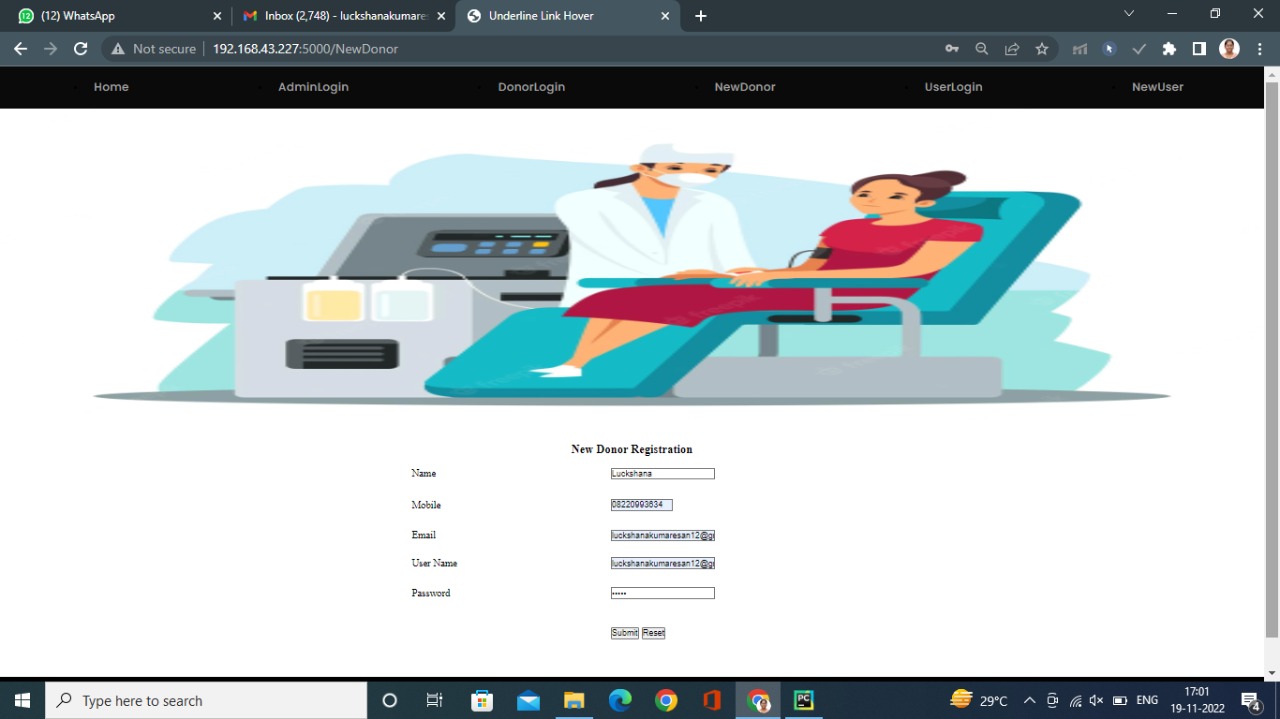 (12) WhatsApp
Inbox (2,748) - luckshanakumares
Underline Link Hover
Not secure 192.168.43.227:5000/NewDonor
Home AdminLogin DonorLogin NewDonor UserLogin NewUser
New Donor Registration
Name Luckshana
Mobile 08220993634
Email luckshanakumaresan12@g
User Name luckshanakumaresan12@g
Password •••••
Submit Reset
Type here to search
29°C
ENG
17:01
19-11-2022
4